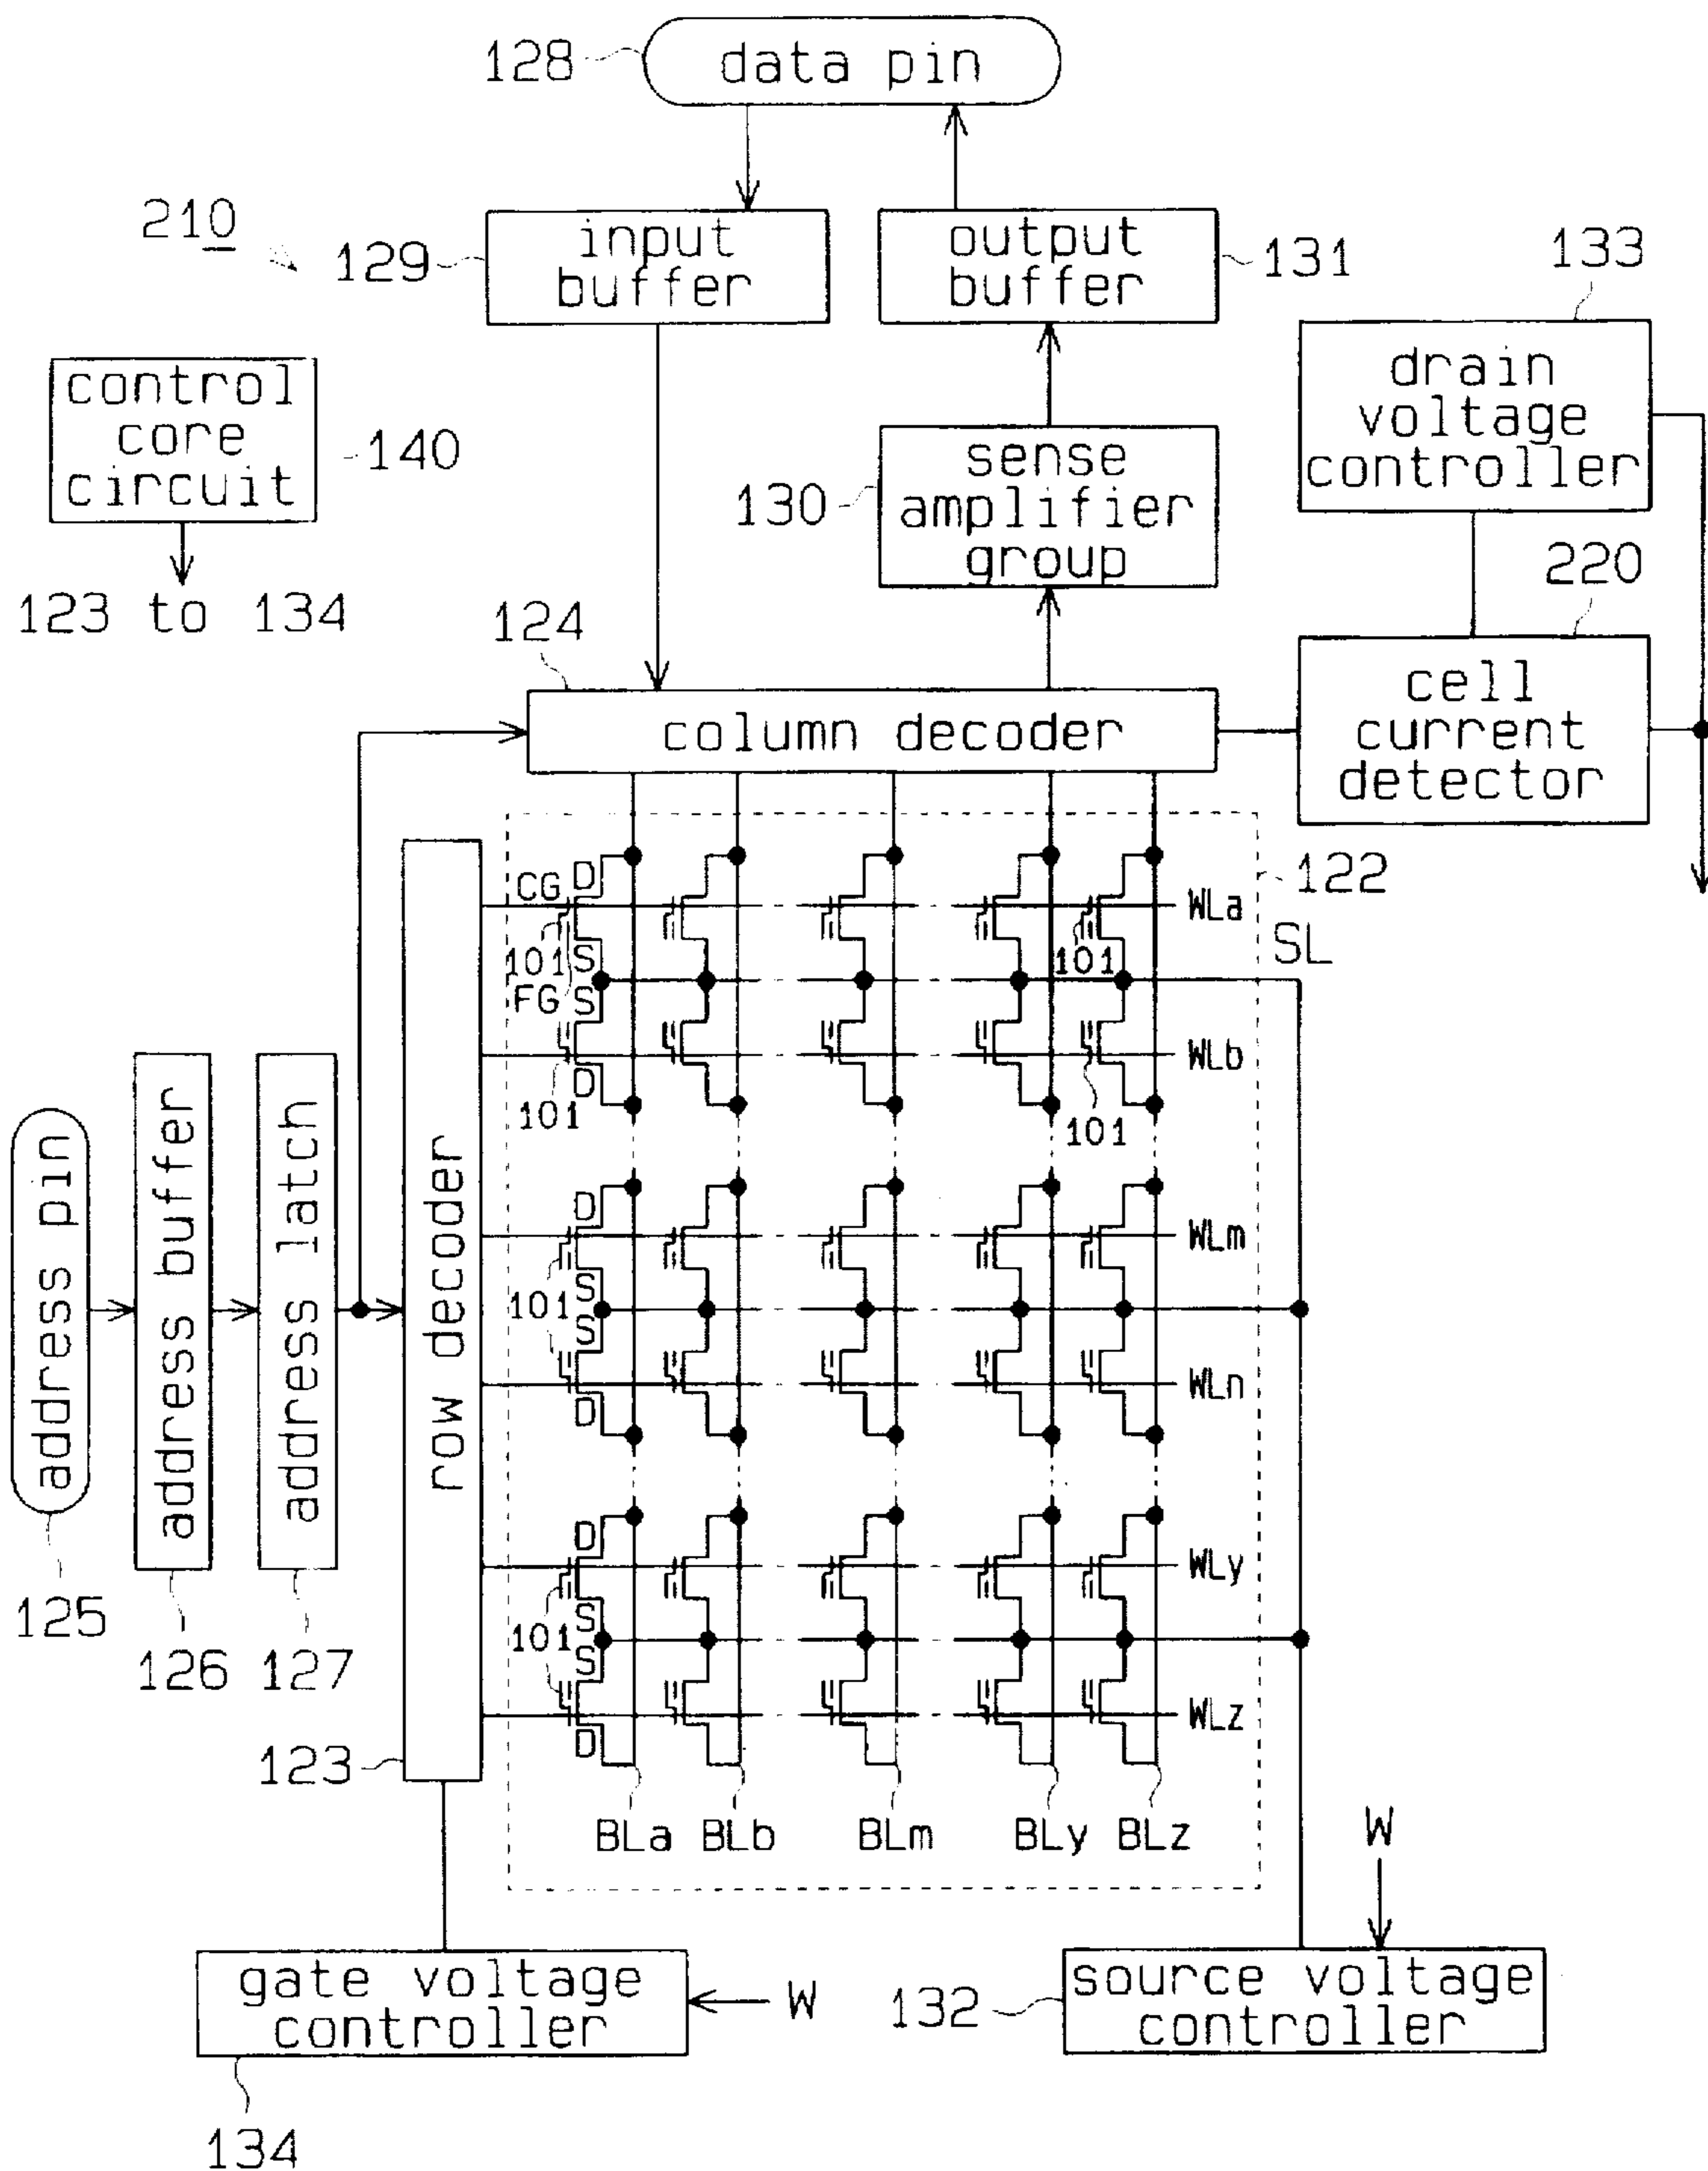 128
data pin
210
129
input
buffer
output
buffer
131
133
drain
voltage
controller
control
core
circuit
140
123 to 134
130
sense
amplifier
group
220
124
column decoder
cell
current
detector
122
CG
D
WLa
101
S
101
SL
FG
S
WLb
D
101
101
address pin
address buffer
address latch
row decoder
D
WLm
S
101
S
WLn
D
D
WLy
125
S
101
S
126
127
WLz
D
123
BLa
BLb
BLm
BLy
BLz
W
gate voltage
controller
W
132
source voltage
controller
134